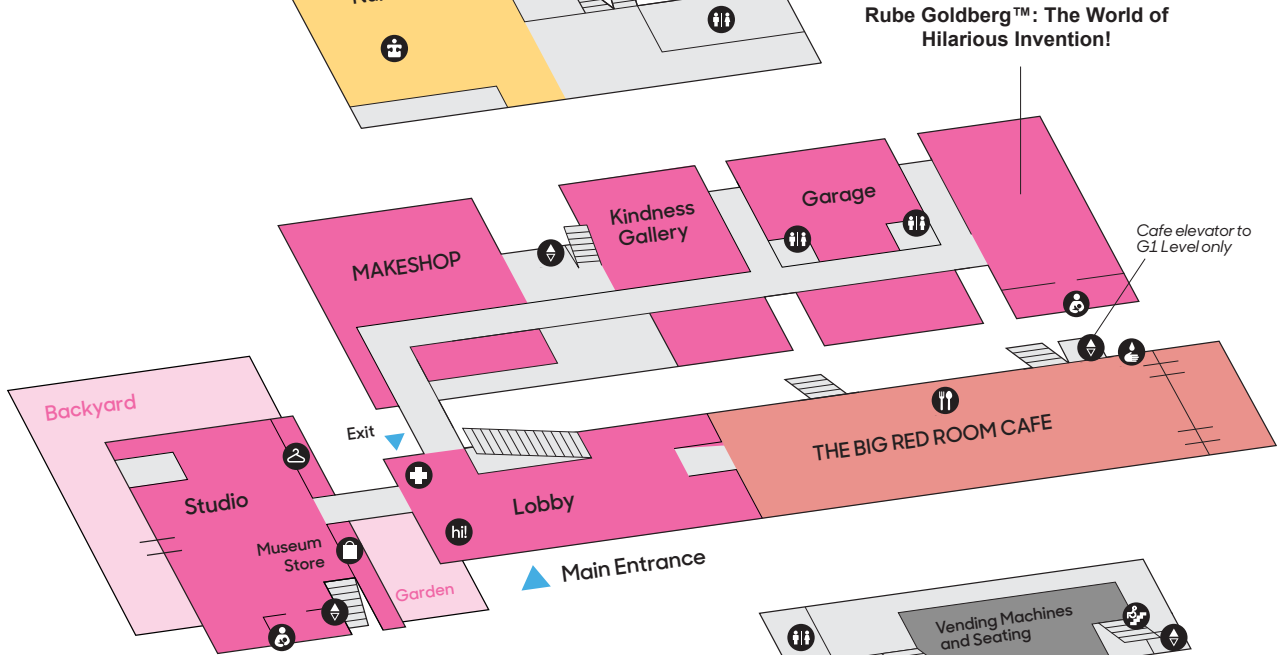 Rube Goldberg™: The World of
Hilarious Invention!
Kindness
Gallery
Garage
MAKESHOP
Cafe elevator to
G1 Level only
Backyard
Exit
THE BIG RED ROOM CAFE
Studio
Lobby
hi!
Museum
Store
Main Entrance
Garden
Vending Machines
and Seating